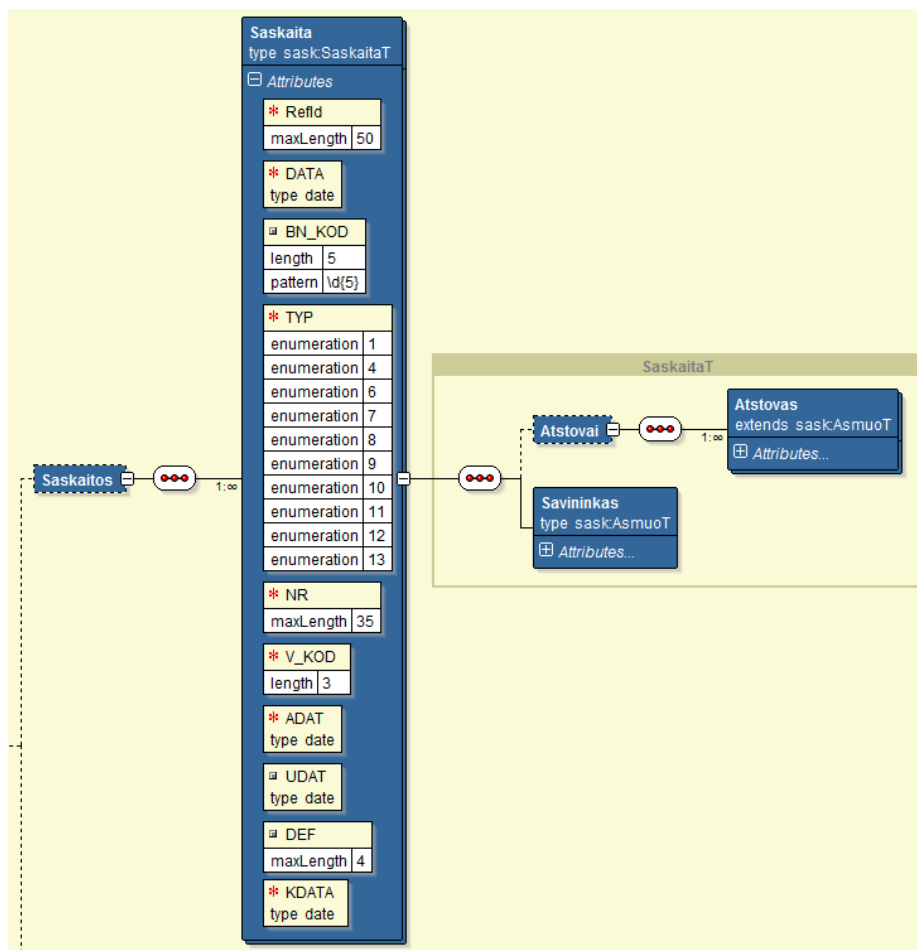 Saskaita
type sask:SaskaitaT
Attributes
RefId
maxLength 50
DATA
type date
BN_KOD
length 5
pattern \d{5}
TYP
enumeration 1
enumeration 4
enumeration 6
enumeration 7
enumeration 8
enumeration 9
enumeration 10
enumeration 11
enumeration 12
enumeration 13
NR
maxLength 35
V_KOD
length 3
ADAT
type date
UDAT
type date
DEF
maxLength 4
KDATA
type date
Saskaitos
1:∞
SaskaitaT
Atstovai
1:∞
Atstovas
extends sask:AsmuoT
Attributes...
Savininkas
type sask:AsmuoT
Attributes...